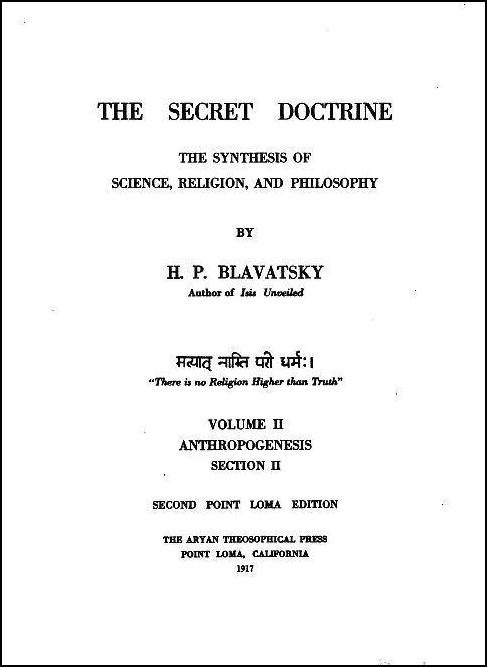 THE SECRET DOCTRINE
THE SYNTHESIS OF
SCIENCE, RELIGION, AND PHILOSOPHY
BY
H. P. BLAVATSKY
Author of Isis Unveiled
सत्यात् नास्ति परो धर्मः।
"There is no Religion Higher than Truth"
VOLUME II
ANTHROPOGENESIS
SECTION II
SECOND POINT LOMA EDITION
THE ARYAN THEOSOPHICAL PRESS
POINT LOMA, CALIFORNIA
1917